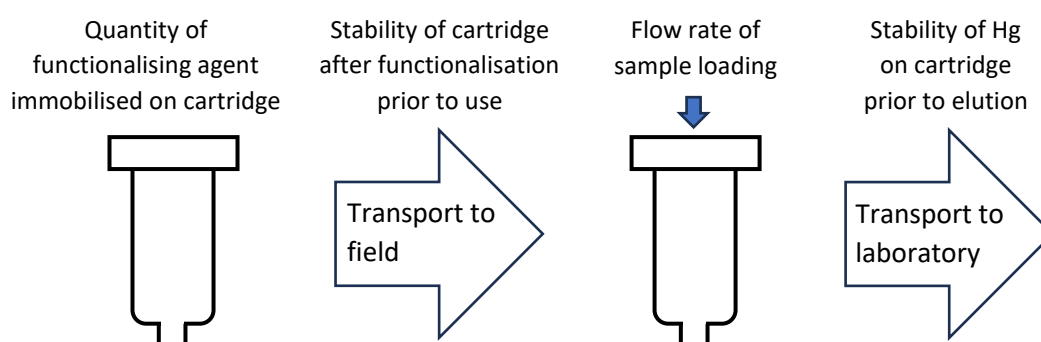 Quantity of
functionalising agent
immobilised on cartridge
Stability of cartridge
after functionalisation
prior to use
Flow rate of
sample loading
Stability of Hg
on cartridge
prior to elution
Transport to
field
Transport to
laboratory